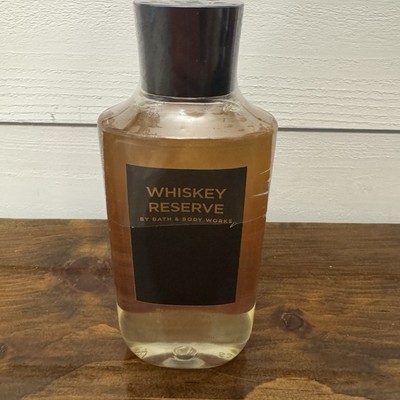 WHISKEY
RESERVE
BY BATH & BODY WORKS